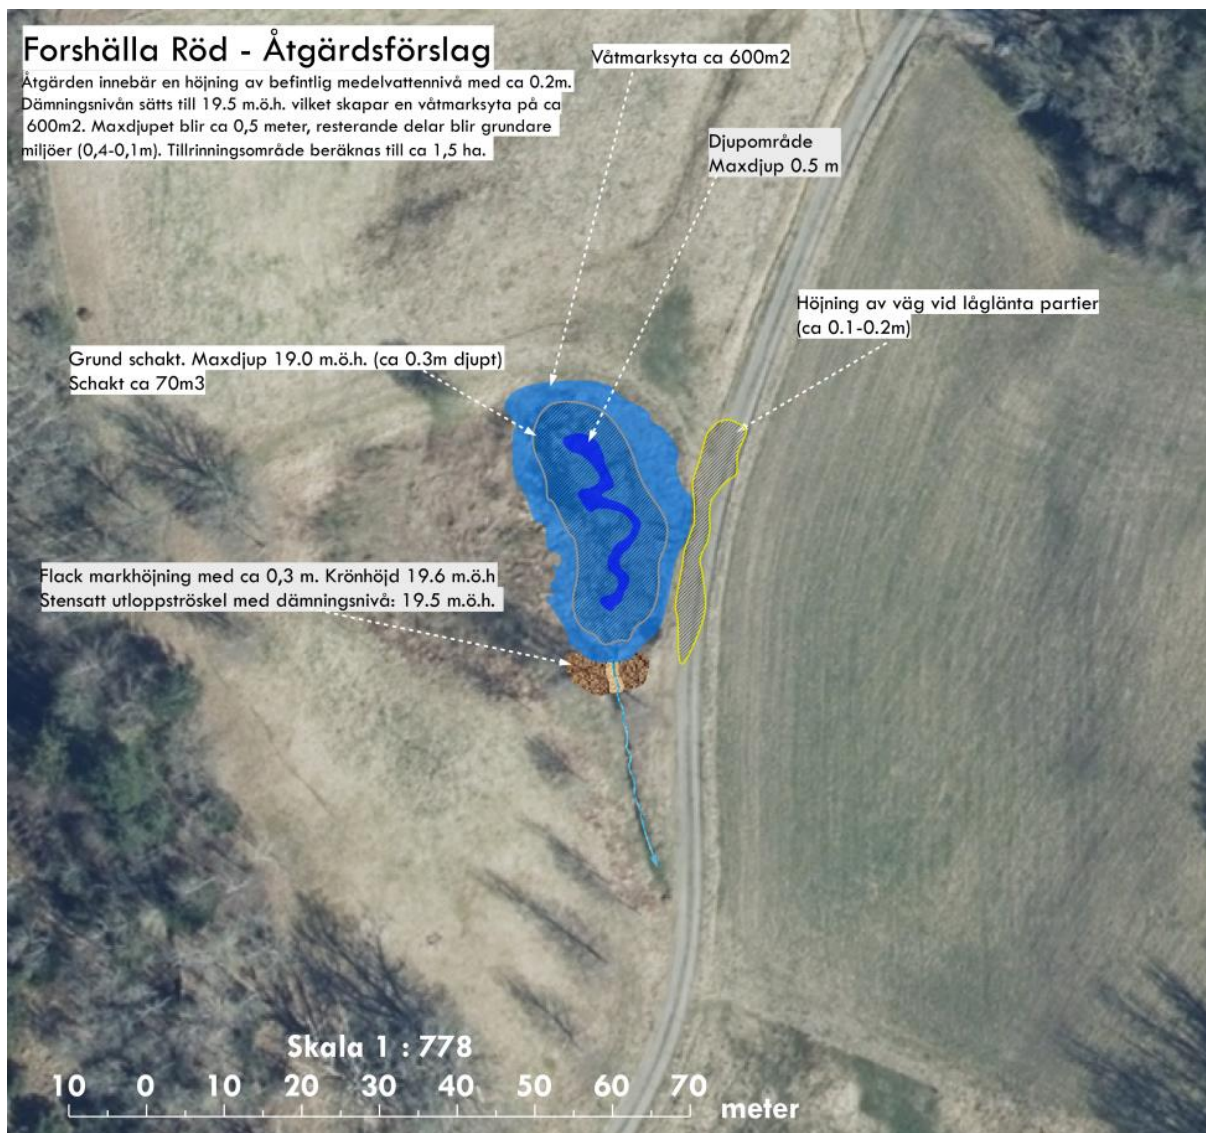 Forshälla Röd - Åtgärdsförslag
Åtgärden innebär en höjning av befintlig medelvattennivå med ca 0.2m.
Dämningsnivån sätts till 19.5 m.ö.h. vilket skapar en våtmarksyta på ca
600m2. Maxdjupet blir ca 0,5 meter, resterande delar blir grundare
miljöer (0,4-0,1m). Tillrinningsområde beräknas till ca 1,5 ha.
Våtmarksyta ca 600m2
Djupområde
Maxdjup 0.5 m
Höjning av väg vid låglänta partier
(ca 0.1-0.2m)
Grund schakt. Maxdjup 19.0 m.ö.h. (ca 0.3m djupt)
Schakt ca 70m3
Flack markhöjning med ca 0,3 m. Krönhöjd 19.6 m.ö.h
Stensatt utloppströskel med dämningsnivå: 19.5 m.ö.h.
Skala 1 : 778
10 0 10 20 30 40 50 60 70
meter